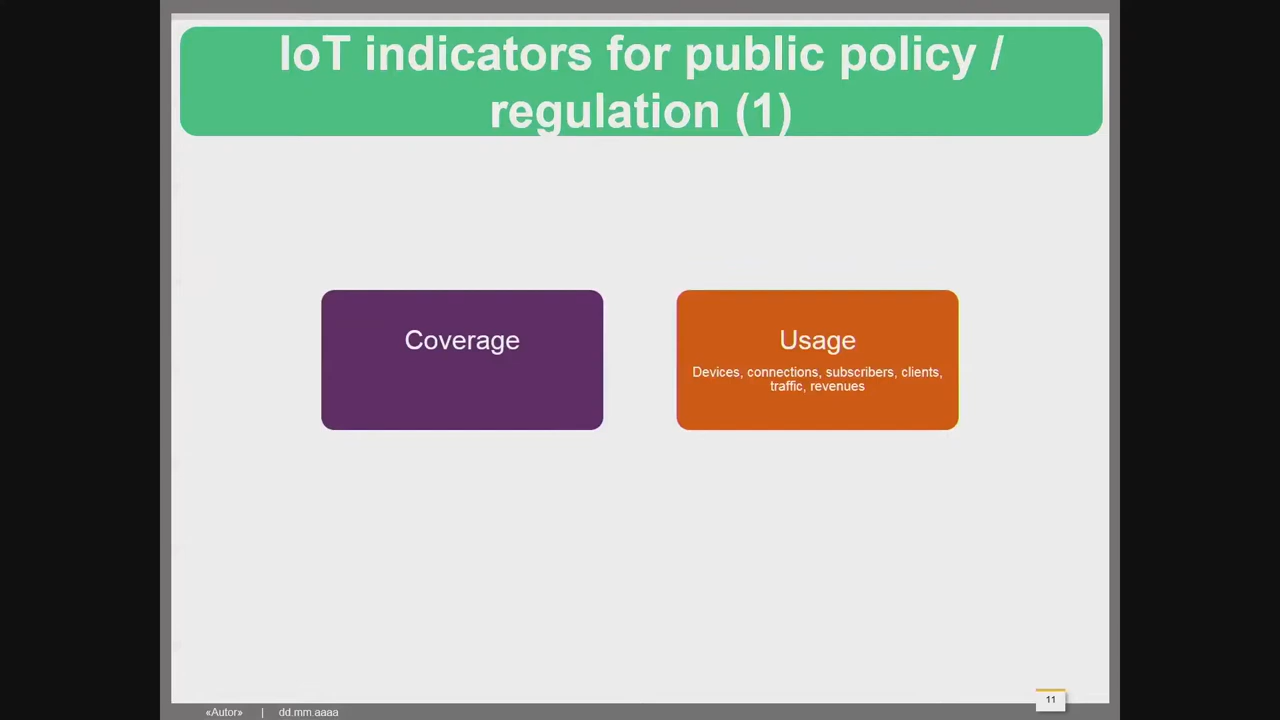 IoT indicators for public policy /
regulation (1)
Coverage
Usage
Devices, connections, subscribers, clients,
traffic, revenues
11
«Autor» | dd.mm.aaaa